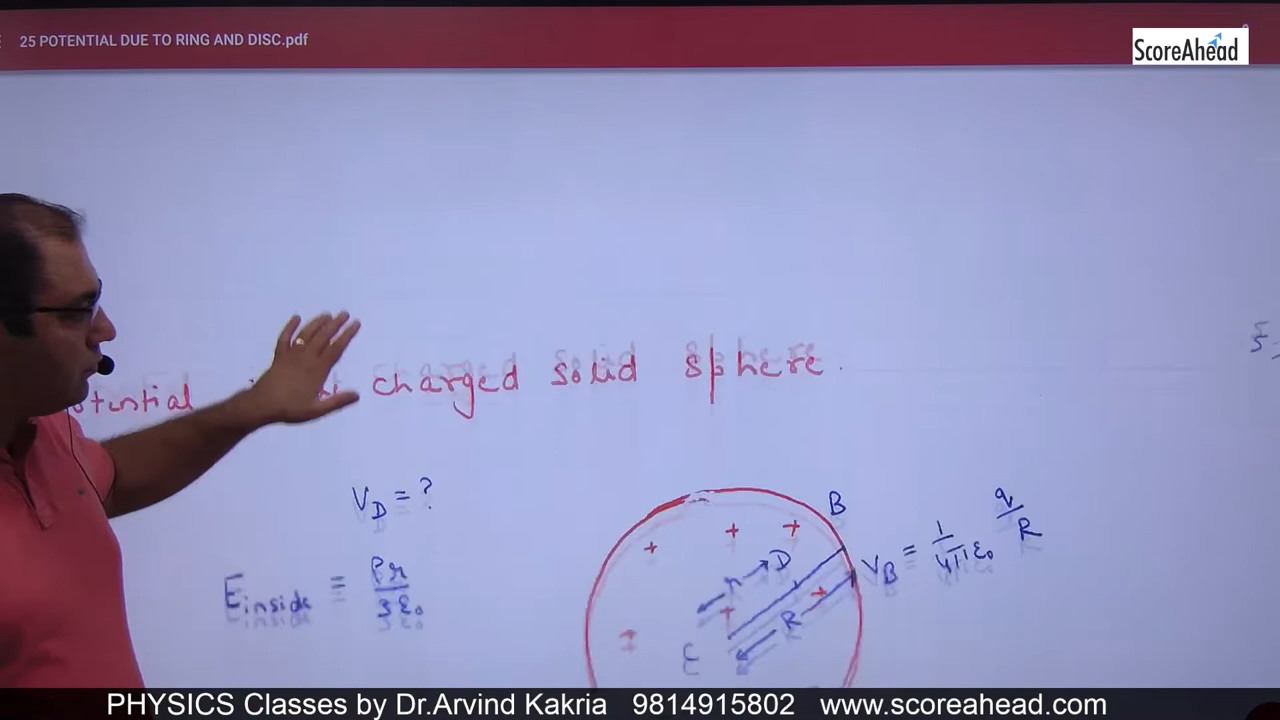 25 POTENTIAL DUE TO RING AND DISC.pdf
ScoreAhead
otential charged solid sphere.
V_D = ?
E_inside = ρr/3ε₀
B
V_B = 1/4πε₀ q/R
r D
R
+ + + + + +
PHYSICS Classes by Dr.Arvind Kakria 9814915802 www.scoreahead.com